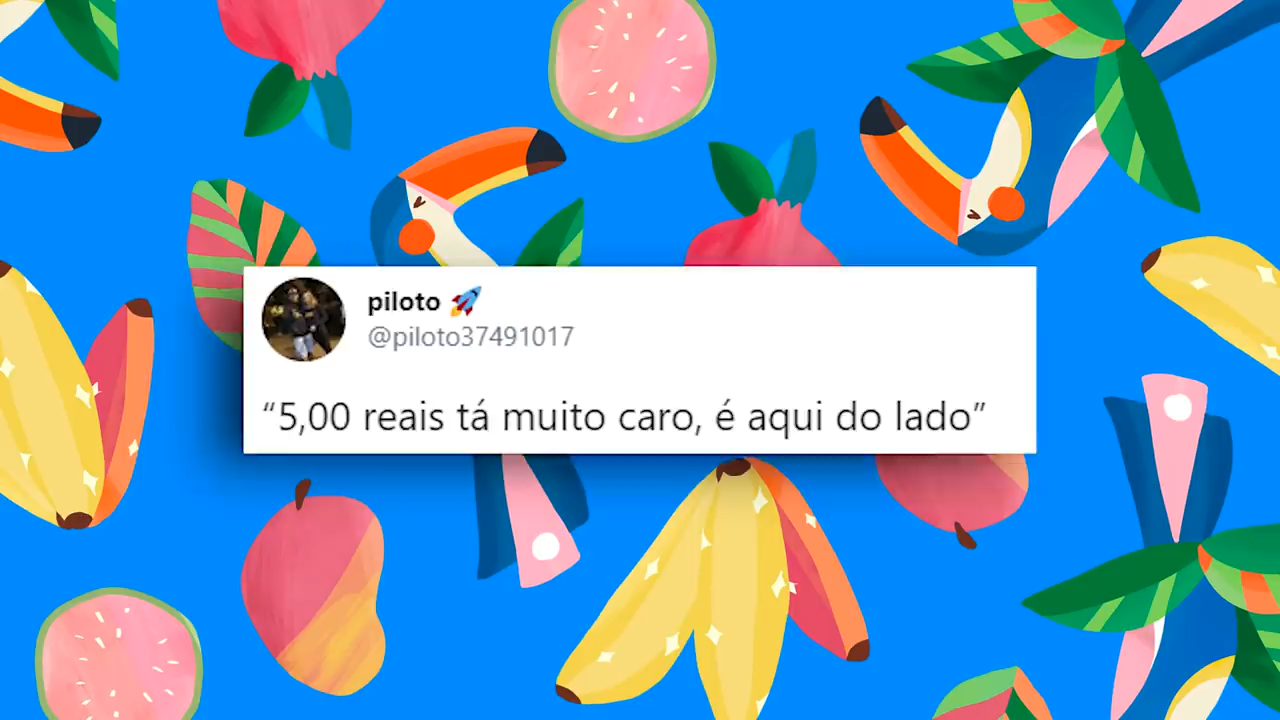 piloto 🚀
@piloto37491017
“5,00 reais tá muito caro, é aqui do lado”